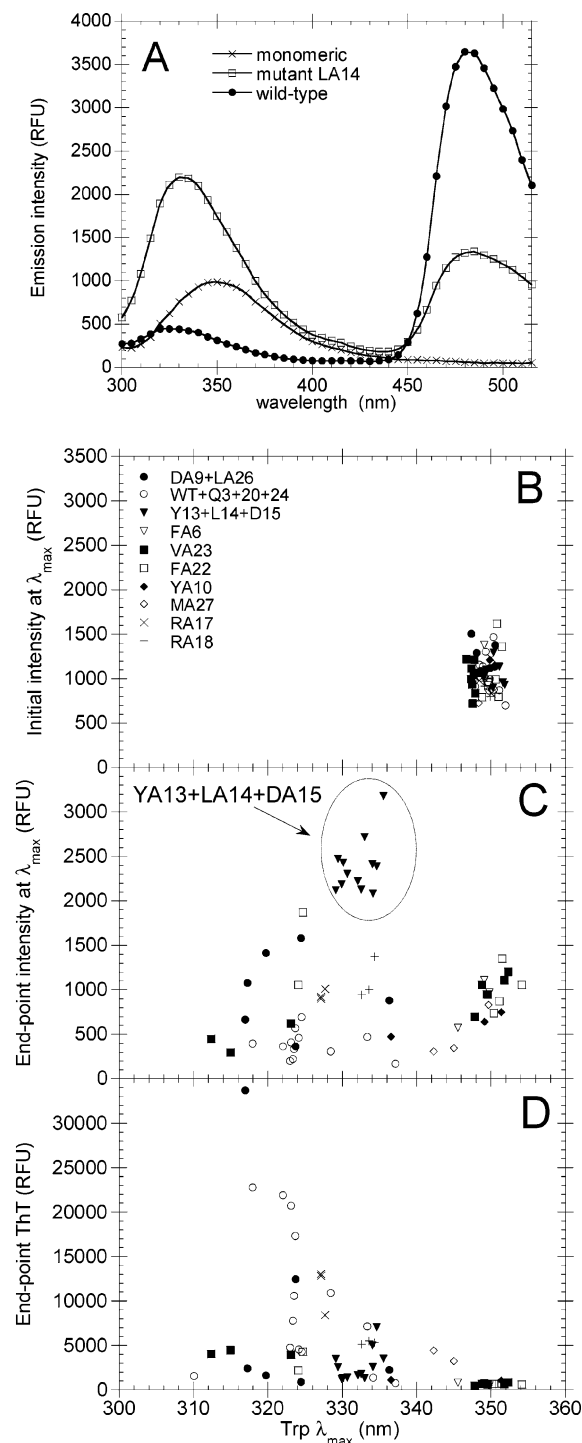 A
monomeric
mutant LA14
wild-type
Emission intensity (RFU)
4000
3500
3000
2500
2000
1500
1000
500
0
300 350 400 450 500
wavelength (nm)
B
DA9+LA26
WT+Q3+20+24
Y13+L14+D15
FA6
VA23
FA22
YA10
MA27
RA17
RA18
Initial intensity at λmax (RFU)
3500
3000
2500
2000
1500
1000
500
0
C
YA13+LA14+DA15
End-point intensity at λmax (RFU)
3000
2500
2000
1500
1000
500
0
D
End-point ThT (RFU)
30000
25000
20000
15000
10000
5000
0
300 310 320 330 340 350 360
Trp λmax (nm)